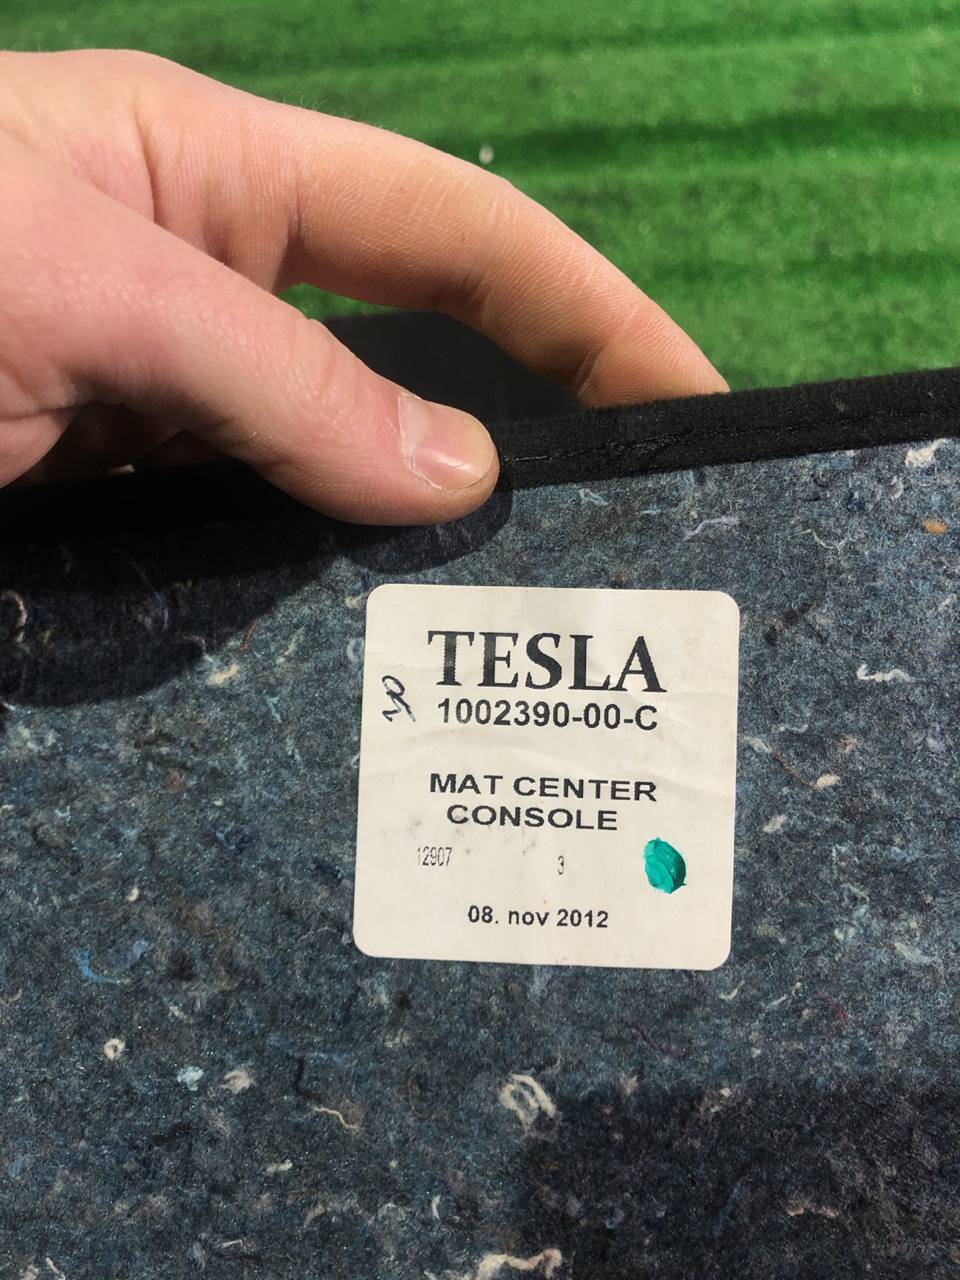 TESLA
1002390-00-C
MAT CENTER
CONSOLE
12907 3
08. nov 2012